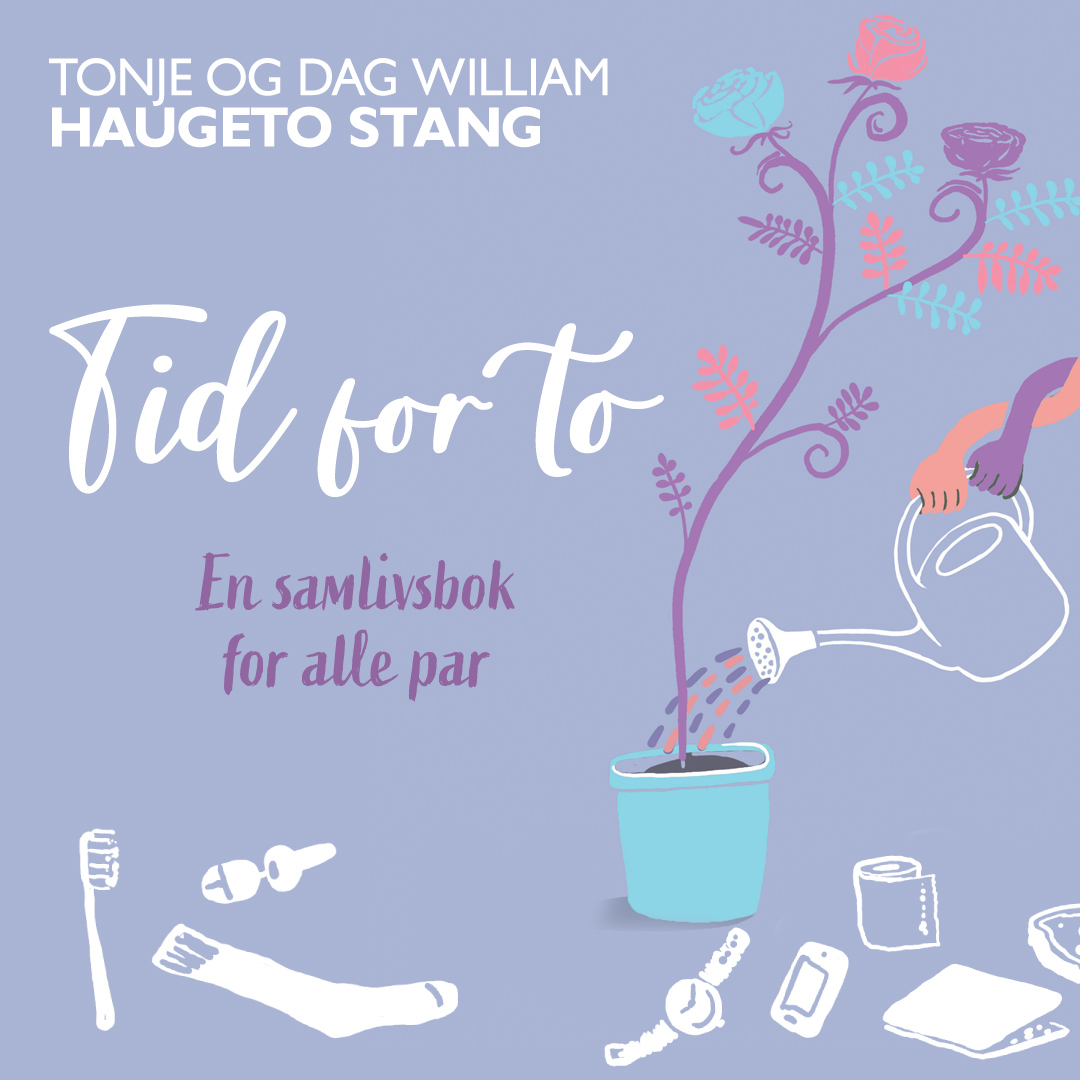 TONJE OG DAG WILLIAM
HAUGETO STANG
Tid for To
En samlivsbok
for alle par